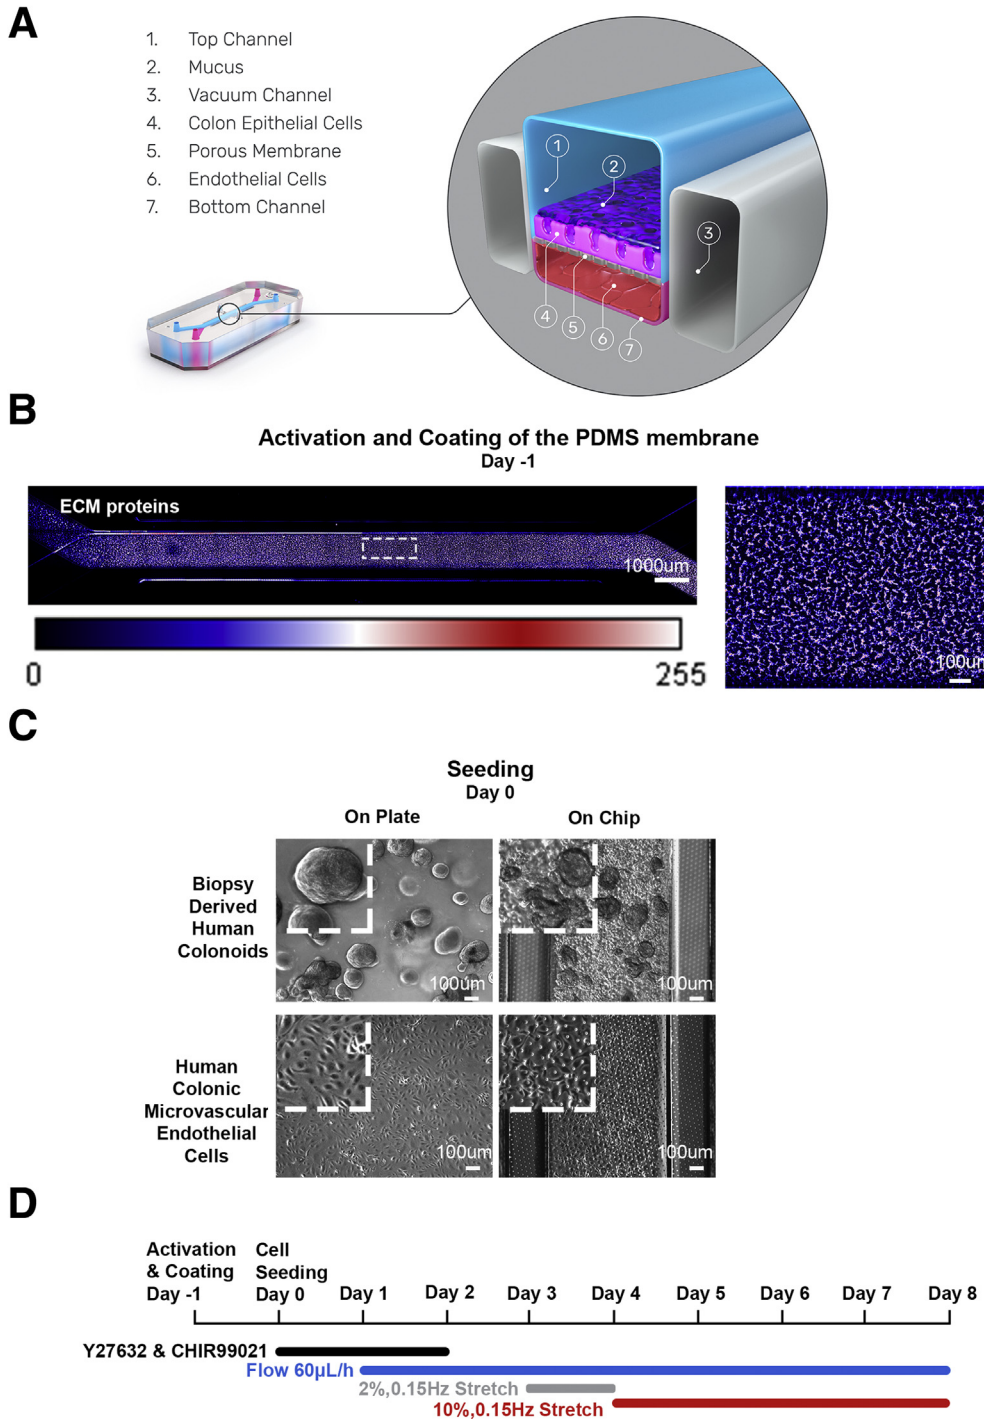 A
1. Top Channel
2. Mucus
3. Vacuum Channel
4. Colon Epithelial Cells
5. Porous Membrane
6. Endothelial Cells
7. Bottom Channel
1
2
3
4
5
6
7
B
Activation and Coating of the PDMS membrane
Day -1
ECM proteins
1000um
100um
0
255
C
Seeding
Day 0
On Plate
On Chip
Biopsy
Derived
Human
Colonoids
100um
100um
Human
Colonic
Microvascular
Endothelial
Cells
100um
100um
D
Activation
& Coating
Day -1
Cell
Seeding
Day 0
Day 1
Day 2
Day 3
Day 4
Day 5
Day 6
Day 7
Day 8
Y27632 & CHIR99021
Flow 60µL/h
2%,0.15Hz Stretch
10%,0.15Hz Stretch